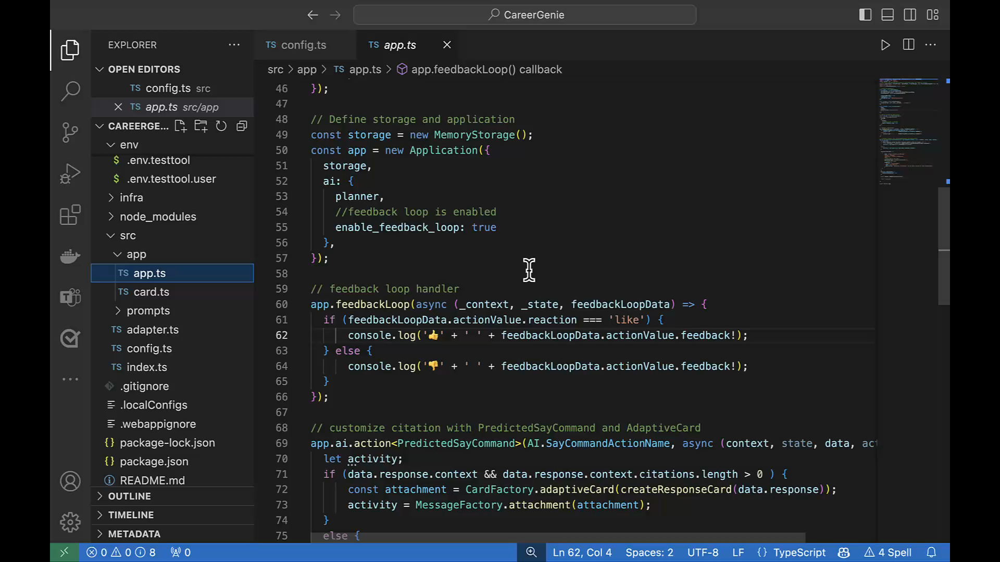 CareerGenie
EXPLORER
OPEN EDITORS
TS config.ts src
TS app.ts src/app
CAREERGE...
env
$ .env.testtool
$ .env.testtool.user
infra
node_modules
src
app
TS app.ts
TS card.ts
prompts
TS adapter.ts
TS config.ts
TS index.ts
.gitignore
.localConfigs
.webappignore
{} package-lock.json
{} package.json
README.md
OUTLINE
TIMELINE
METADATA
TS config.ts
TS app.ts
src > app > TS app.ts > app.feedbackLoop() callback
46 });
47
48 // Define storage and application
49 const storage = new MemoryStorage();
50 const app = new Application({
51 storage,
52 ai: {
53 planner,
54 //feedback loop is enabled
55 enable_feedback_loop: true
56 },
57 });
58
59 // feedback loop handler
60 app.feedbackLoop(async (_context, _state, feedbackLoopData) => {
61 if (feedbackLoopData.actionValue.reaction === 'like') {
62 console.log('👍' + ' ' + feedbackLoopData.actionValue.feedback!);
63 } else {
64 console.log('👎' + ' ' + feedbackLoopData.actionValue.feedback!);
65 }
66 });
67
68 // customize citation with PredictedSayCommand and AdaptiveCard
69 app.ai.action<PredictedSayCommand>(AI.SayCommandActionName, async (context, state, data, act
70 let activity;
71 if (data.response.context && data.response.context.citations.length > 0 ) {
72 const attachment = CardFactory.adaptiveCard(createResponseCard(data.response));
73 activity = MessageFactory.attachment(attachment);
74 }
75 else {
0 0 8 0
Ln 62, Col 4 Spaces: 2 UTF-8 LF {} TypeScript 4 Spell